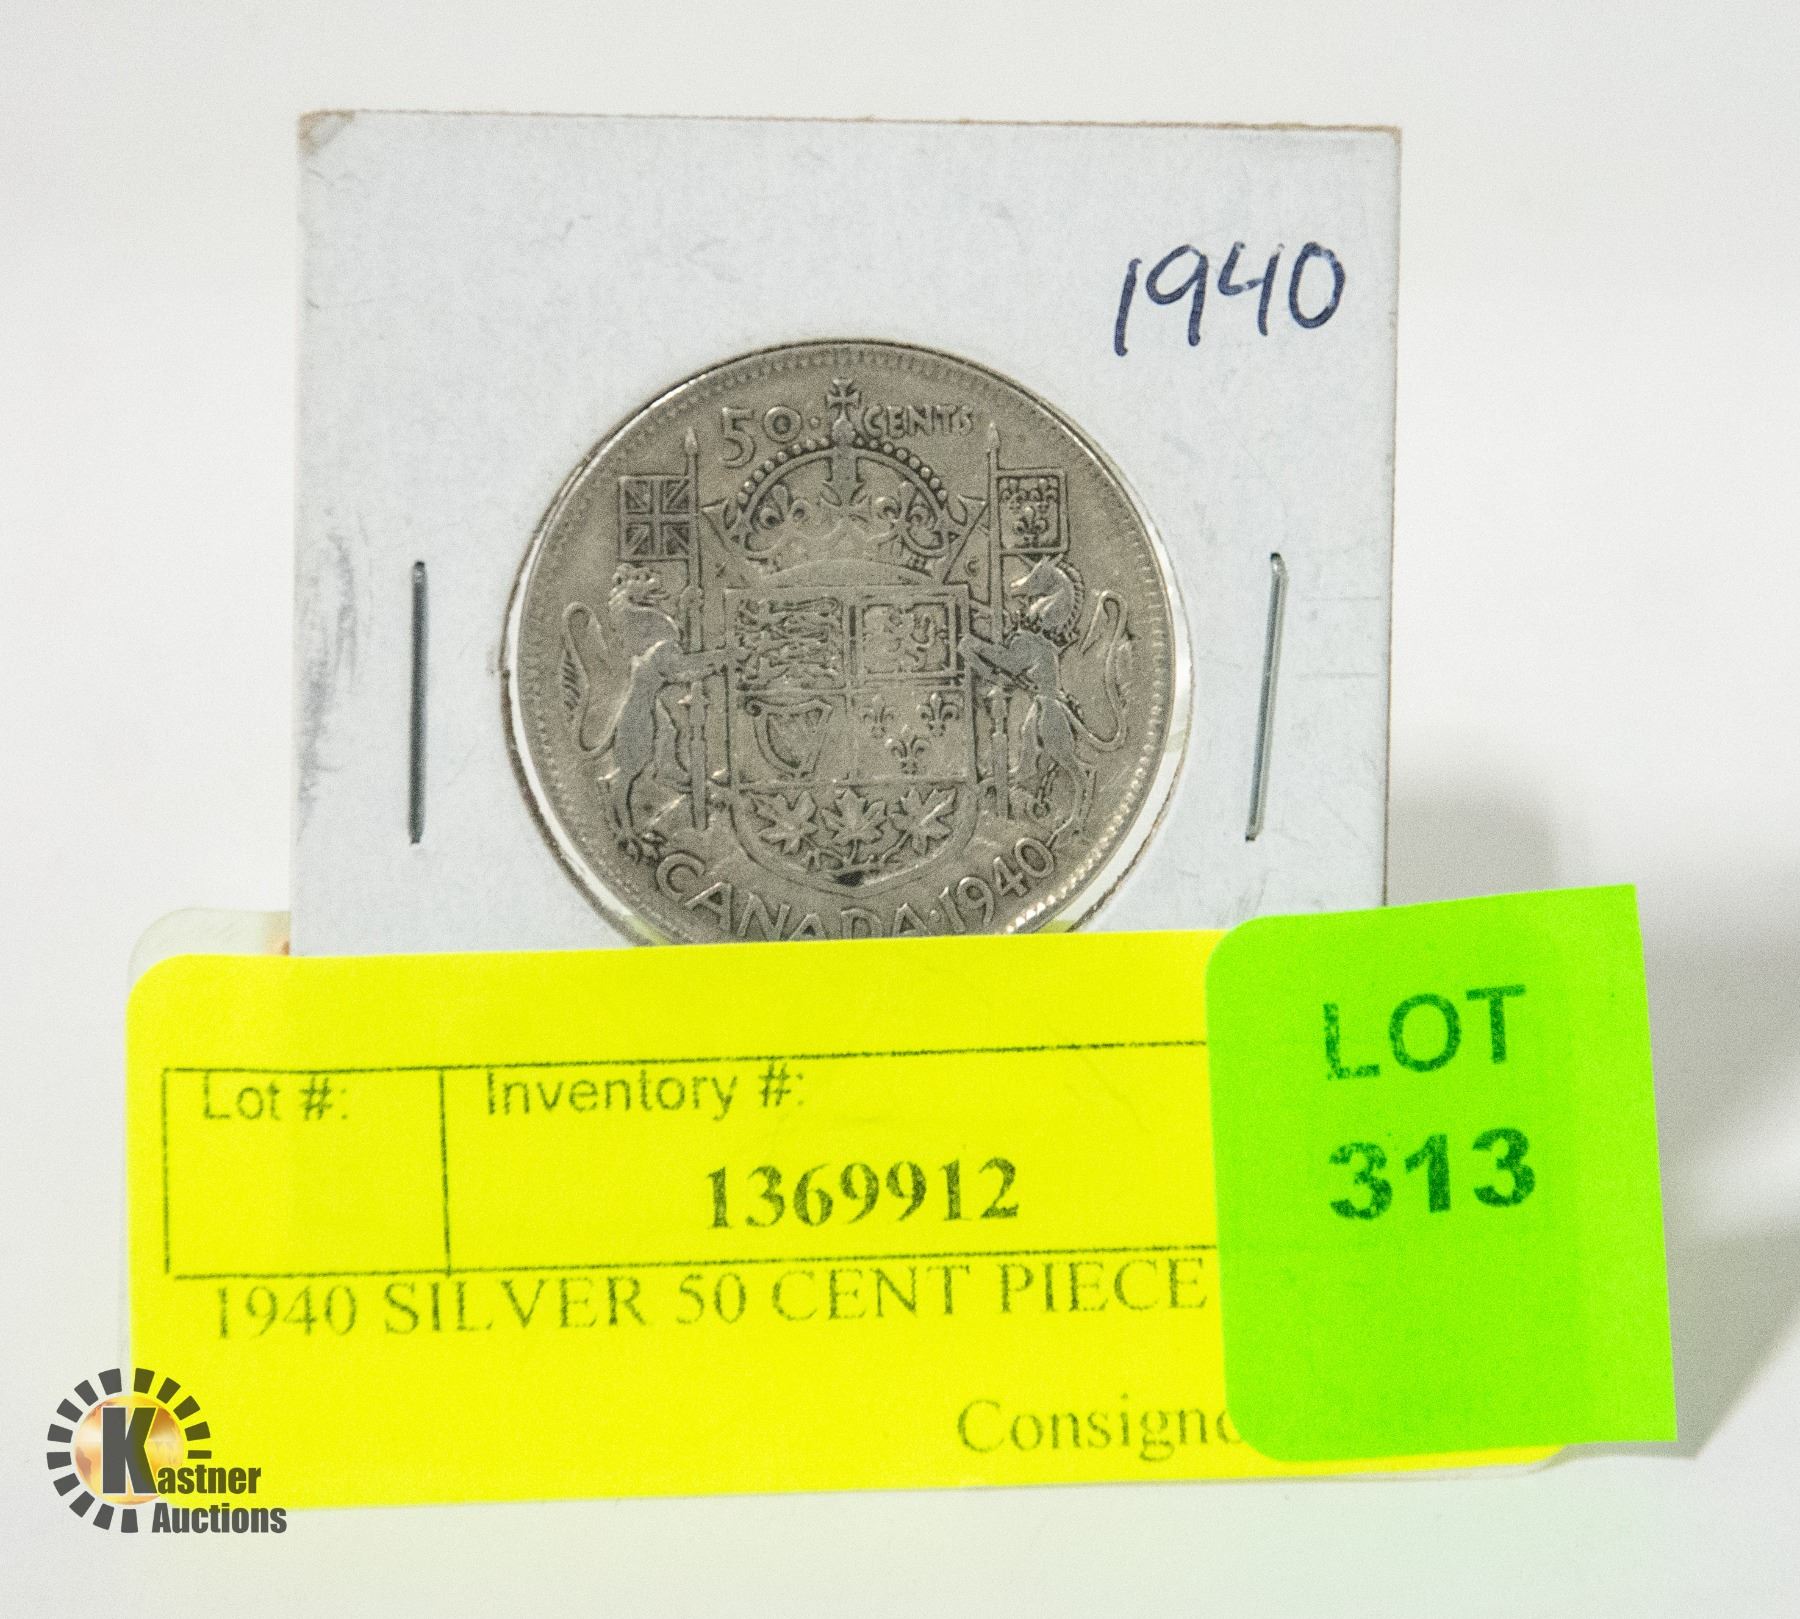 1940
50 CENTS
CANADA·1940
LOT
313
Lot #:
Inventory #:
1369912
1940 SILVER 50 CENT PIECE
Kastner
Auctions